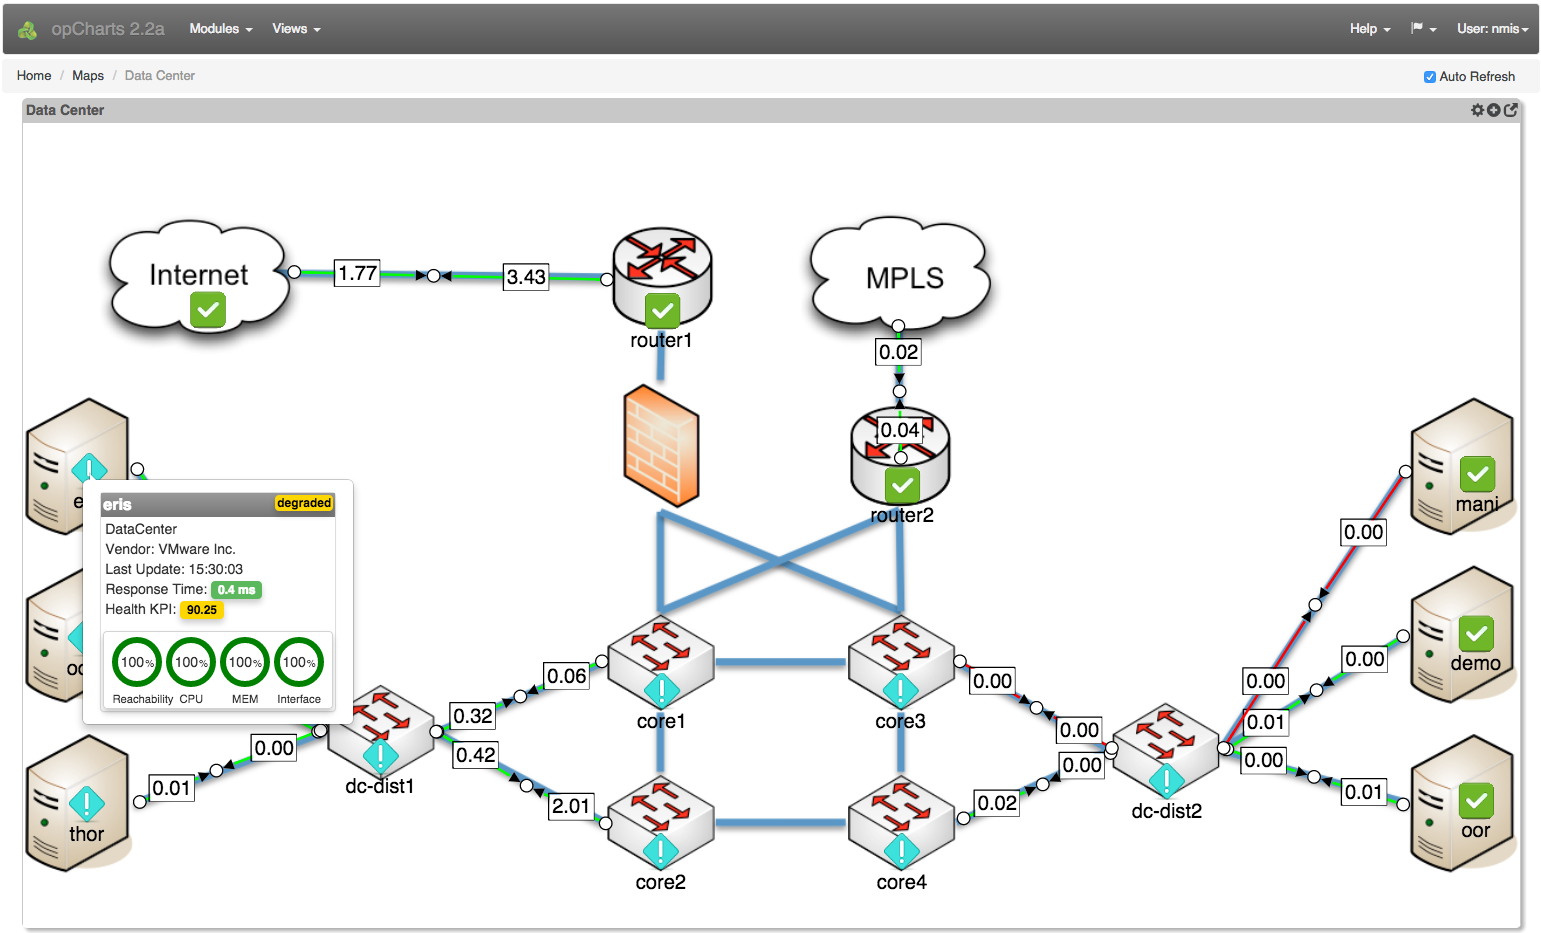 opCharts 2.2a Modules Views Help User: nmis
Home / Maps / Data Center Auto Refresh
Data Center
Internet
1.77
3.43
router1
MPLS
0.02
0.04
router2
eris degraded
DataCenter
Vendor: VMware Inc.
Last Update: 15:30:03
Response Time: 0.4 ms
Health KPI: 90.25
100% 100% 100% 100%
Reachability CPU MEM Interface
mani
0.00
0.00
demo
0.00
0.01
oor
0.00
0.01
core1
0.06
0.32
core3
0.00
0.00
dc-dist1
0.42
2.01
core2
core4
0.02
0.00
dc-dist2
thor
0.01
0.00